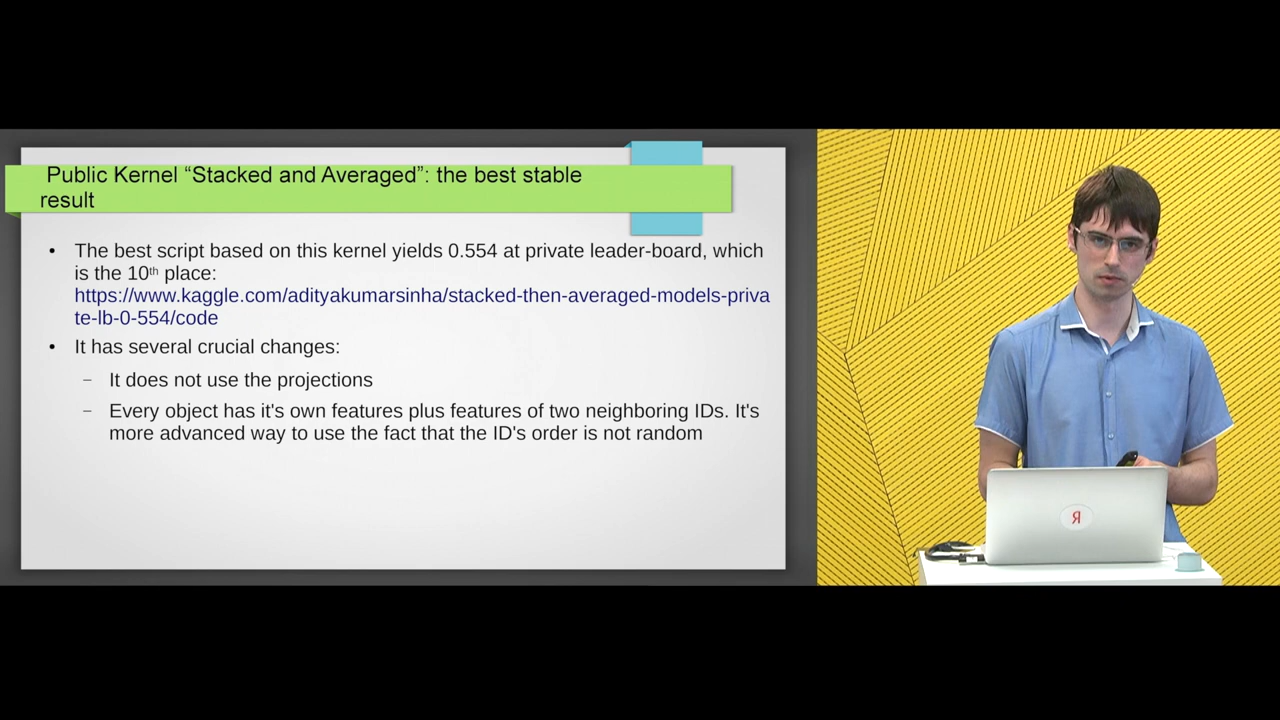 Public Kernel “Stacked and Averaged”: the best stable
result
• The best script based on this kernel yields 0.554 at private leader-board, which
is the 10th place:
https://www.kaggle.com/adityakumarsinha/stacked-then-averaged-models-priva
te-lb-0-554/code
• It has several crucial changes:
– It does not use the projections
– Every object has it's own features plus features of two neighboring IDs. It's
more advanced way to use the fact that the ID's order is not random
Я